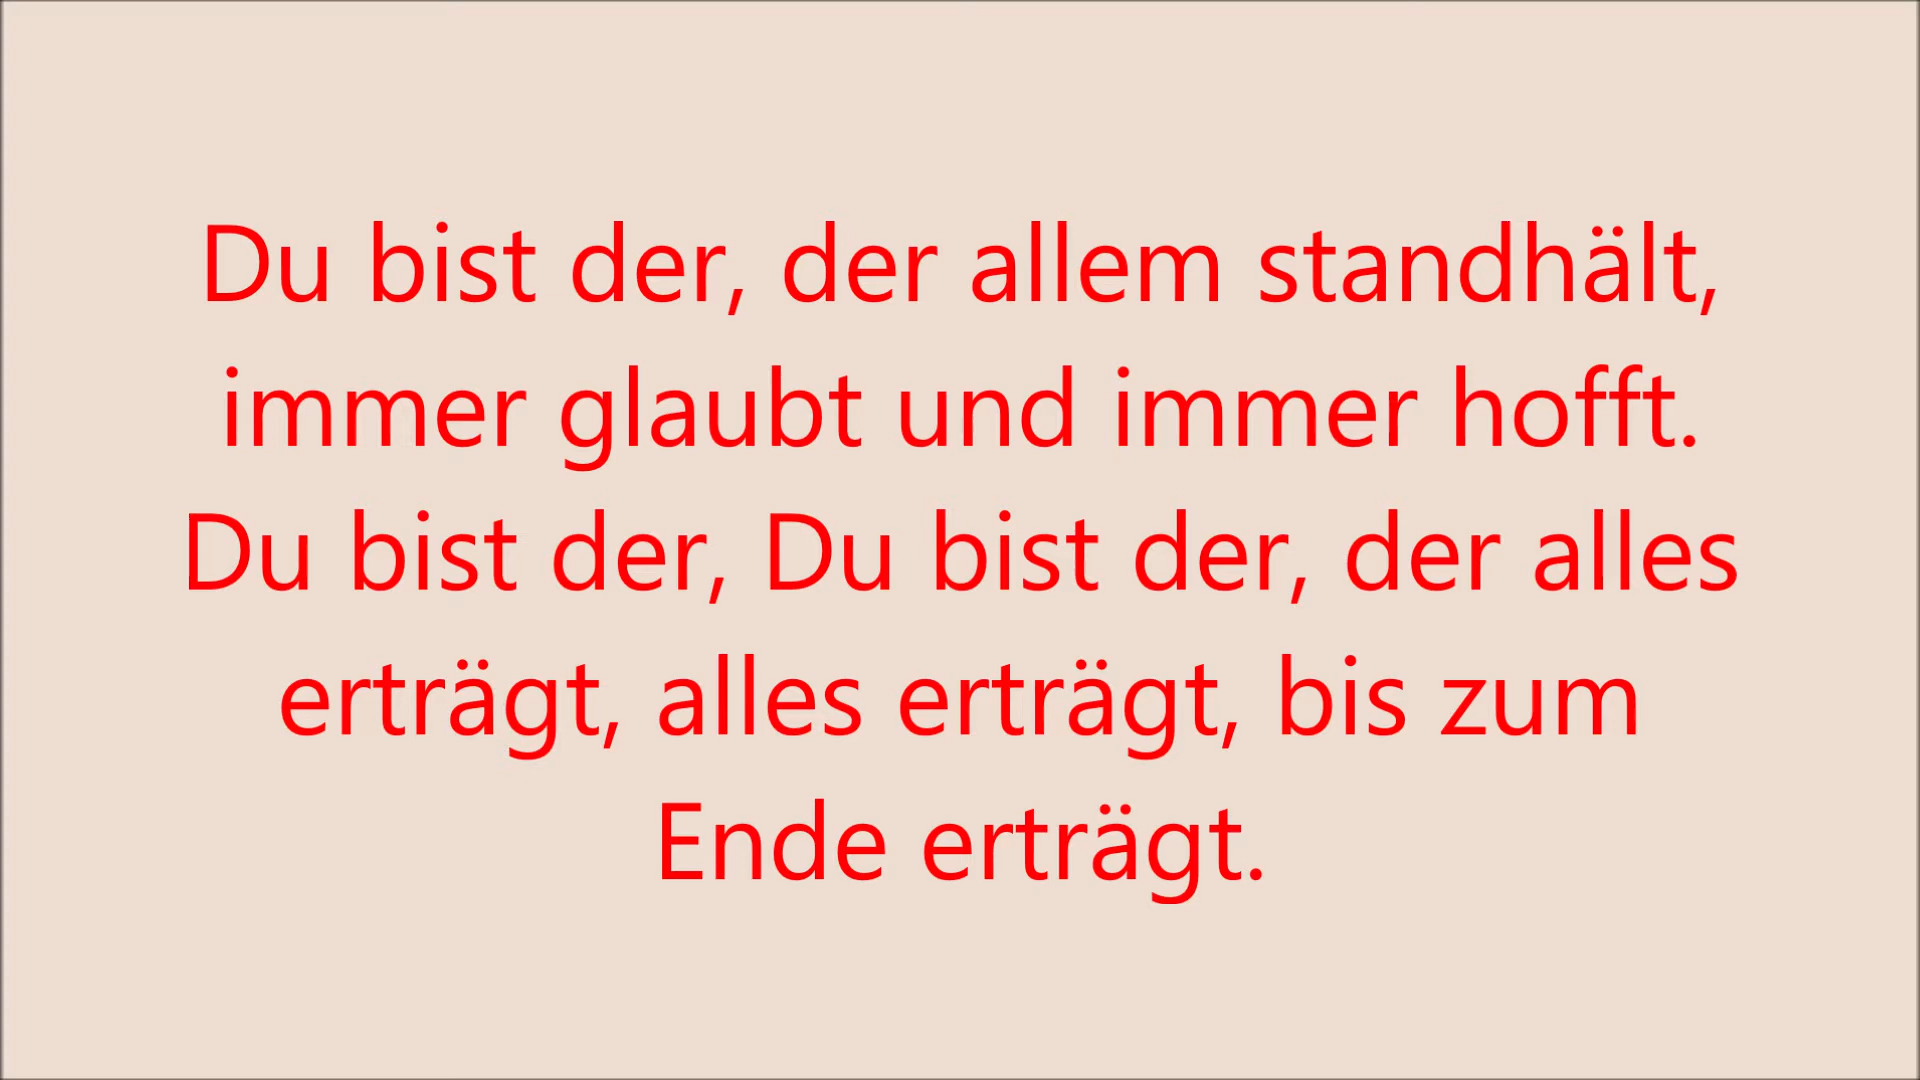 Du bist der, der allem standhält,
immer glaubt und immer hofft.
Du bist der, Du bist der, der alles
erträgt, alles erträgt, bis zum
Ende erträgt.